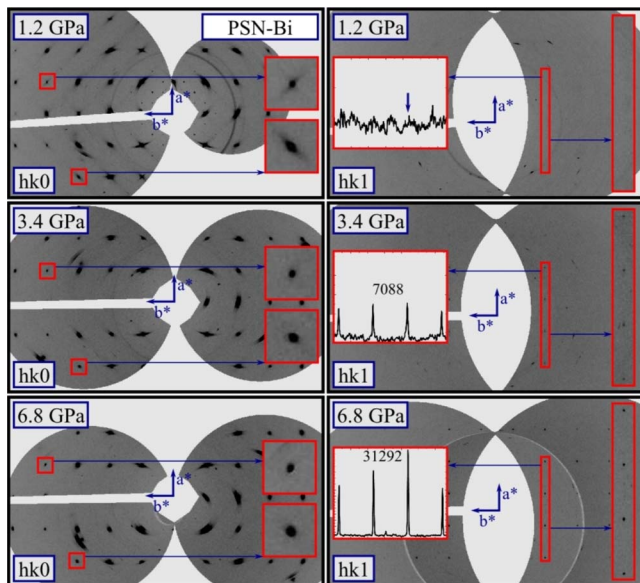 1.2 GPa
PSN-Bi
a*
b*
hk0
1.2 GPa
a*
b*
hk1
3.4 GPa
a*
b*
hk0
3.4 GPa
7088
a*
b*
hk1
6.8 GPa
a*
b*
hk0
6.8 GPa
31292
a*
b*
hk1